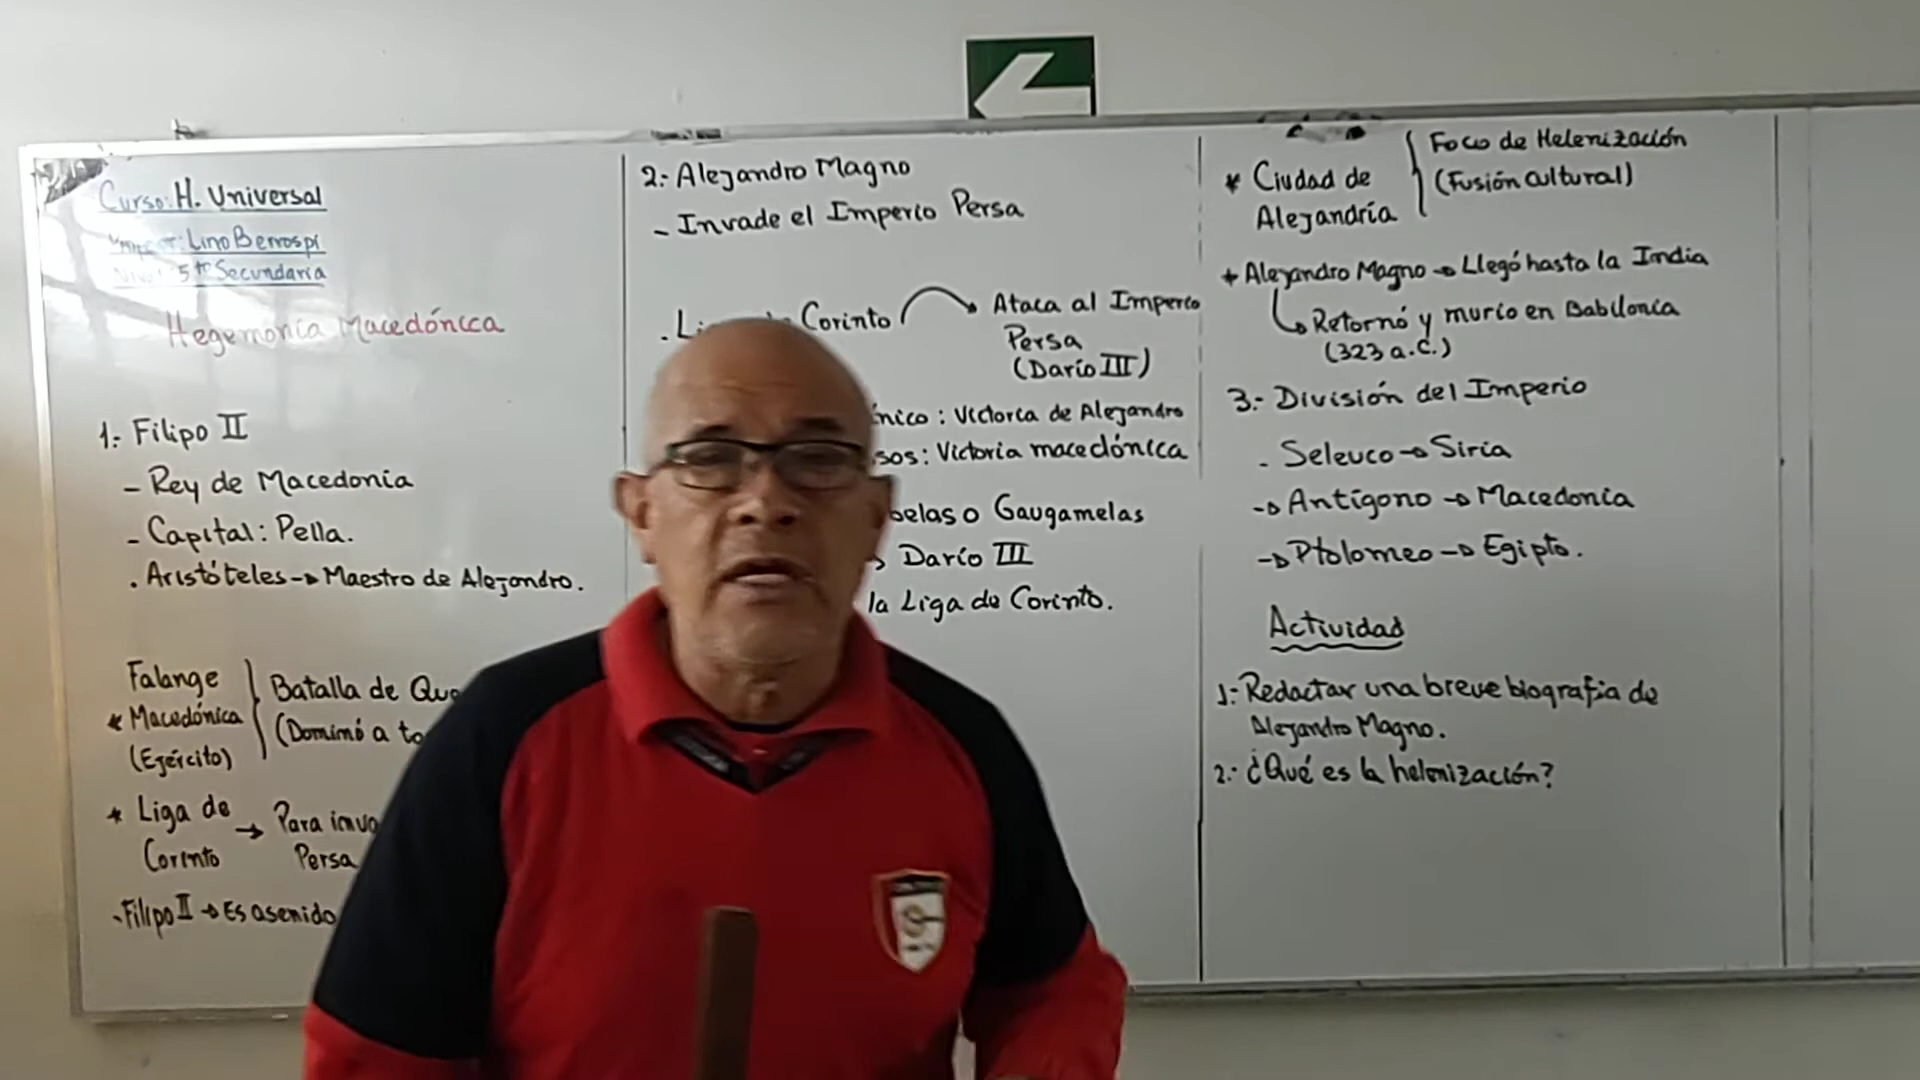 Curso: H. Universal
Lino Berrospi
5to Secundaria
Hegemonía Macedónica
1.- Filipo II
- Rey de Macedonia
- Capital: Pella.
. Aristóteles → Maestro de Alejandro.
Falange
* Macedónica
(Ejército)
Batalla de
(Dominó a
* Liga de
Corinto
→ Para
Persa
- Filipo II → Es asenido
2.- Alejandro Magno
- Invade el Imperio Persa
Corinto
Ataca al Imperio
Persa
(Darío III)
: Victoria de Alejandro
: Victoria macedónica
o Gaugamelas
Darío III
la Liga de Corinto.
* Ciudad de
Alejandría
Foco de Helenización
(Fusión Cultural)
* Alejandro Magno → Llegó hasta la India
Retornó y murio en Babilonia
(323 a.C.)
3.- División del Imperio
- Seleuco → Siria
→ Antígono → Macedonia
→ Ptolomeo → Egipto.
Actividad
1.- Redactar una breve biografia de
Alejandro Magno.
2.- ¿Qué es la helenización?